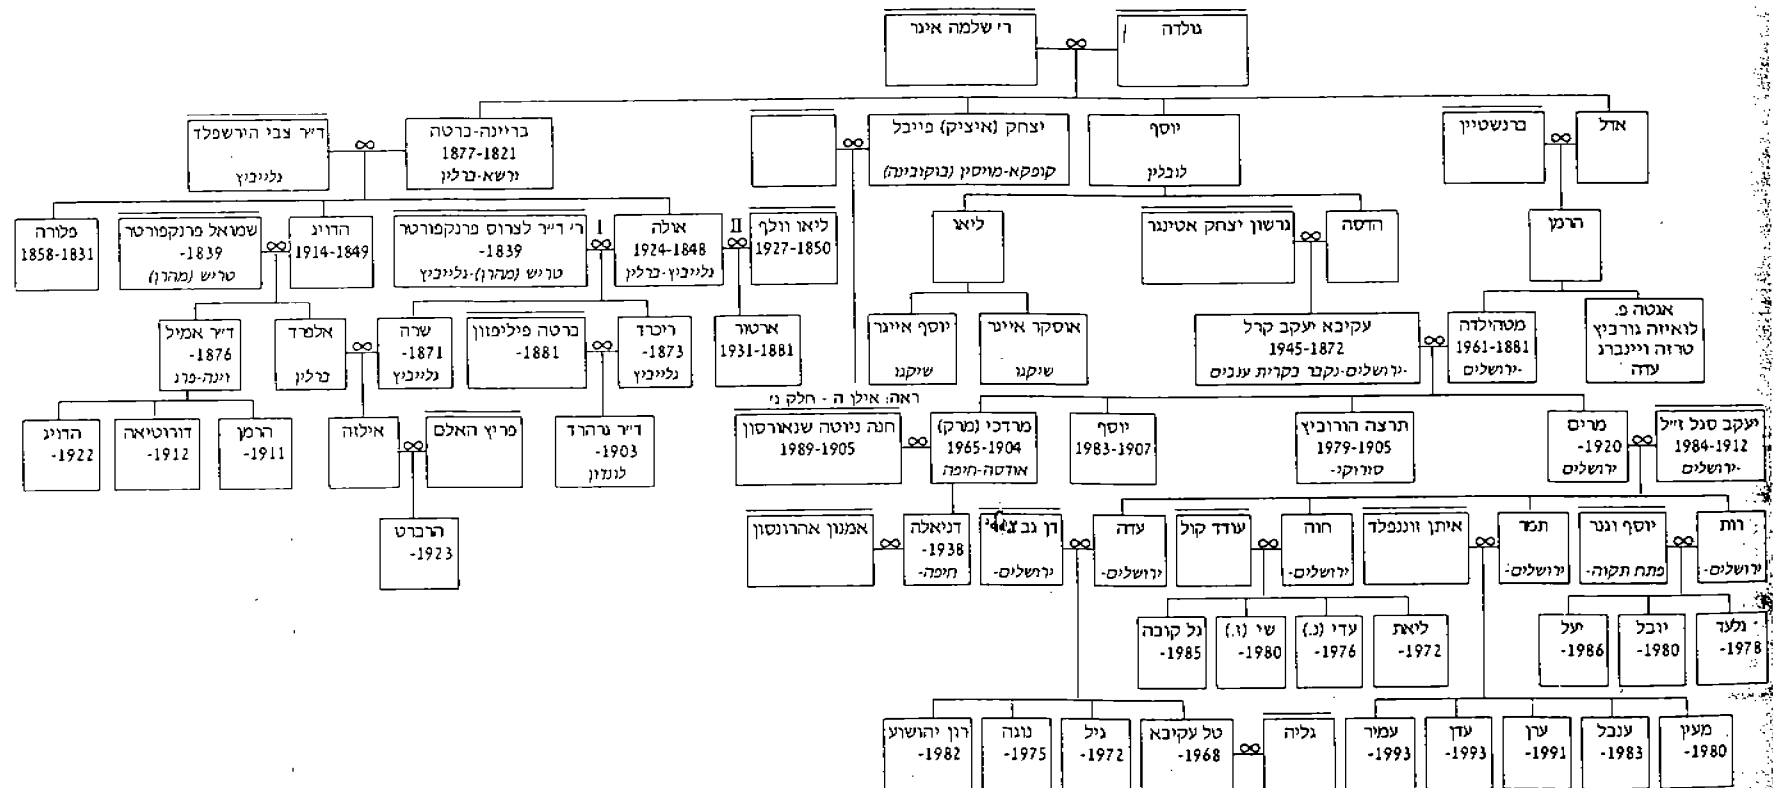 גולדה
ר׳ שלמה איגר
אדל
ברנשטיין
יוסף
לובלין
יצחק (איציק) פייבל
קופקא-מויסין (בוקובינה)
בריינה-ברטה
1877-1821
ורשא-ברלין
ד״ר צבי הירשפלד
גלייביץ
הרמן
הדסה
גרשון יצחק אטינגר
ליאו
ליאו וולף
1927-1850
II
אולה
1924-1848
גלייביץ-ברלין
I
ר׳ ד״ר לצרוס פרנקפורטר
-1839
טריש (מהרן)-גלייביץ
הדויג
1914-1849
שמואל פרנקפורטר
-1839
טריש (מהרן)
פלורה
1858-1831
אגטה פ.
לואיזה גורביץ
טרזה ויינברג
עדה
מטהילדה
1961-1881
-ירושלים
עקיבא יעקב קרל
1945-1872
-ירושלים-נקבר בקרית ענבים
אוסקר אייגר
שיקגו
יוסף אייגר
שיקגו
ארטור
1931-1881
ריכרד
-1873
גלייביץ
ברטה פיליפזון
-1881
שרה
-1871
גלייביץ
אלפרד
ברלין
ד״ר אמיל
-1876
וינה-פרג
ראה: אילן ה - חלק ג׳
יעקב סגל ז״ל
1984-1912
-ירושלים
מרים
-1920
ירושלים
תרצה הורוביץ
1979-1905
סורוקי-
יוסף
1983-1907
מרדכי (מרק)
1965-1904
אודסה-חיפה
חנה ניוטה שנאורסון
1989-1905
ד״ר גרהרד
-1903
לונדון
פריץ האלם
אילזה
הרמן
-1911
דורוטיאה
-1912
הדויג
-1922
רות
ירושלים-
יוסף וגנר
פתח תקוה-
תמר
ירושלים-
איתן זוננפלד
חוה
ירושלים-
עודד קול
עדה
ירושלים-
דן
ירושלים-
דניאלה
-1938
חיפה-
אמנון אהרונסון
הרברט
-1923
גלעד
-1978
יובל
-1980
יעל
-1986
ליאת
-1972
עדי (נ.)
-1976
שי (ז.)
-1980
גל קובה
-1985
מעין
-1980
ענבל
-1983
ערן
-1991
עדן
-1993
עמיר
-1993
גליה
טל עקיבא
-1968
גיל
-1972
נוגה
-1975
רון יהושוע
-1982